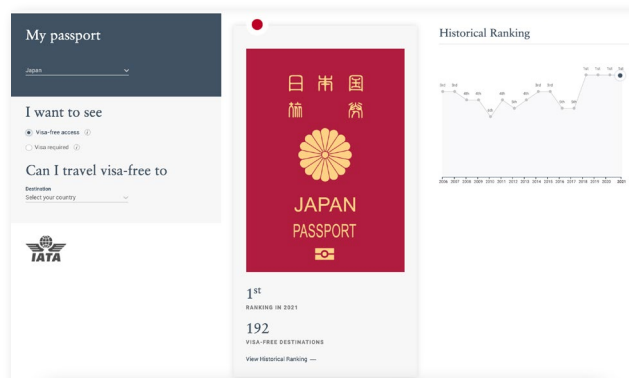 My passport
Japan
I want to see
Visa-free access
Visa required
Can I travel visa-free to
Destination
Select your country
IATA
日本国
旅券
JAPAN
PASSPORT
1st
RANKING IN 2021
192
VISA-FREE DESTINATIONS
View Historical Ranking —
Historical Ranking
2006 2007 2008 2009 2010 2011 2012 2013 2014 2015 2016 2017 2018 2019 2020 2021